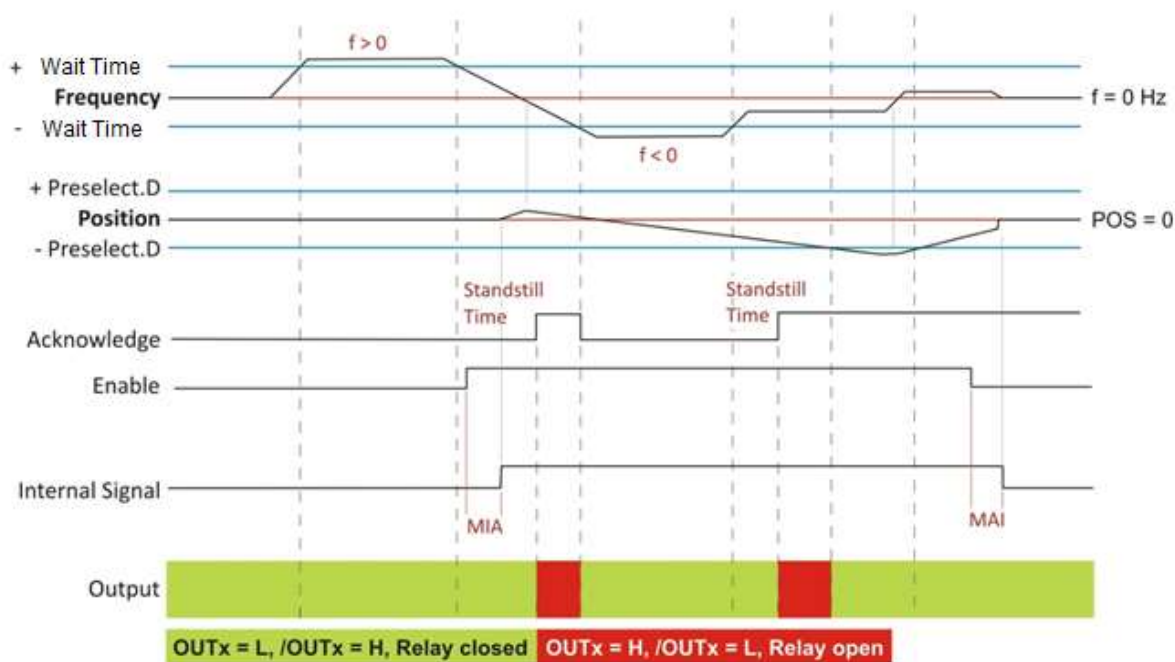 f > 0
+ Wait Time
Frequency
f = 0 Hz
- Wait Time
f < 0
+ Preselect.D
Position
POS = 0
- Preselect.D
Standstill
Time
Standstill
Time
Acknowledge
Enable
Internal Signal
MIA
MAI
Output
OUTx = L, /OUTx = H, Relay closed
OUTx = H, /OUTx = L, Relay open